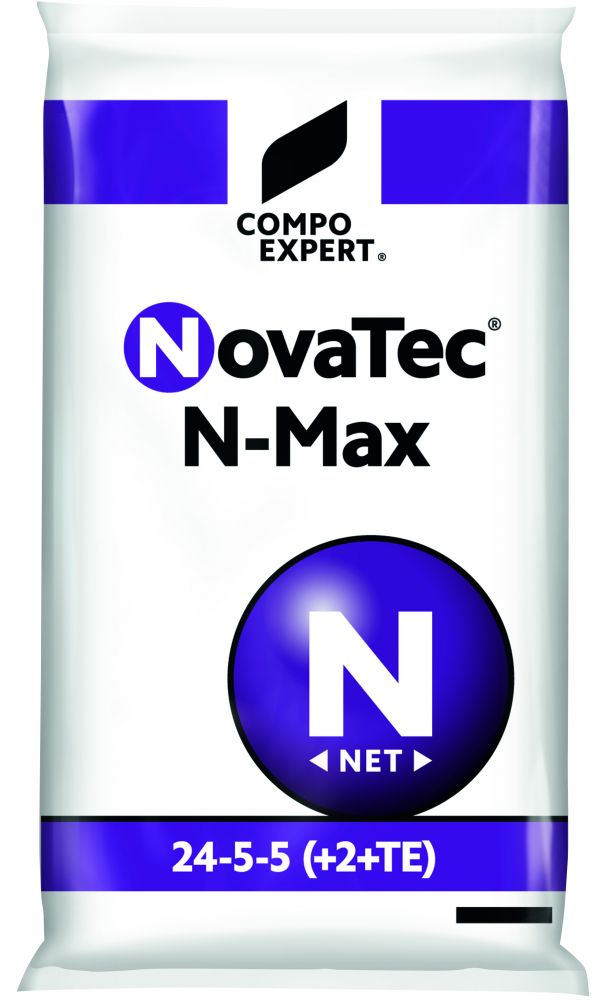 COMPO
EXPERT®
NovaTec®
N-Max
N
◄ NET ►
24-5-5 (+2+TE)